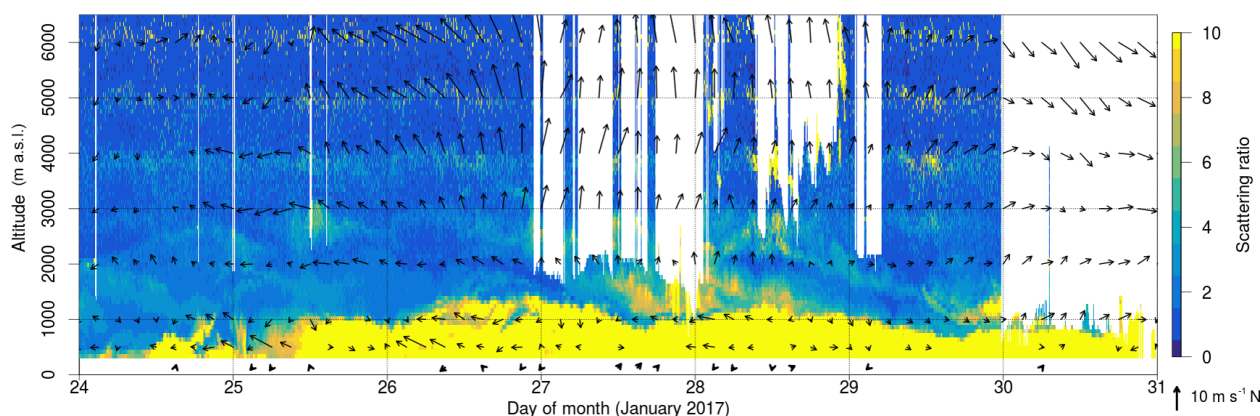 Altitude (m a.s.l.)
6000
5000
4000
3000
2000
1000
0
24 25 26 27 28 29 30 31
Day of month (January 2017)
10
8
6
4
2
0
Scattering ratio
10 m s⁻¹ N